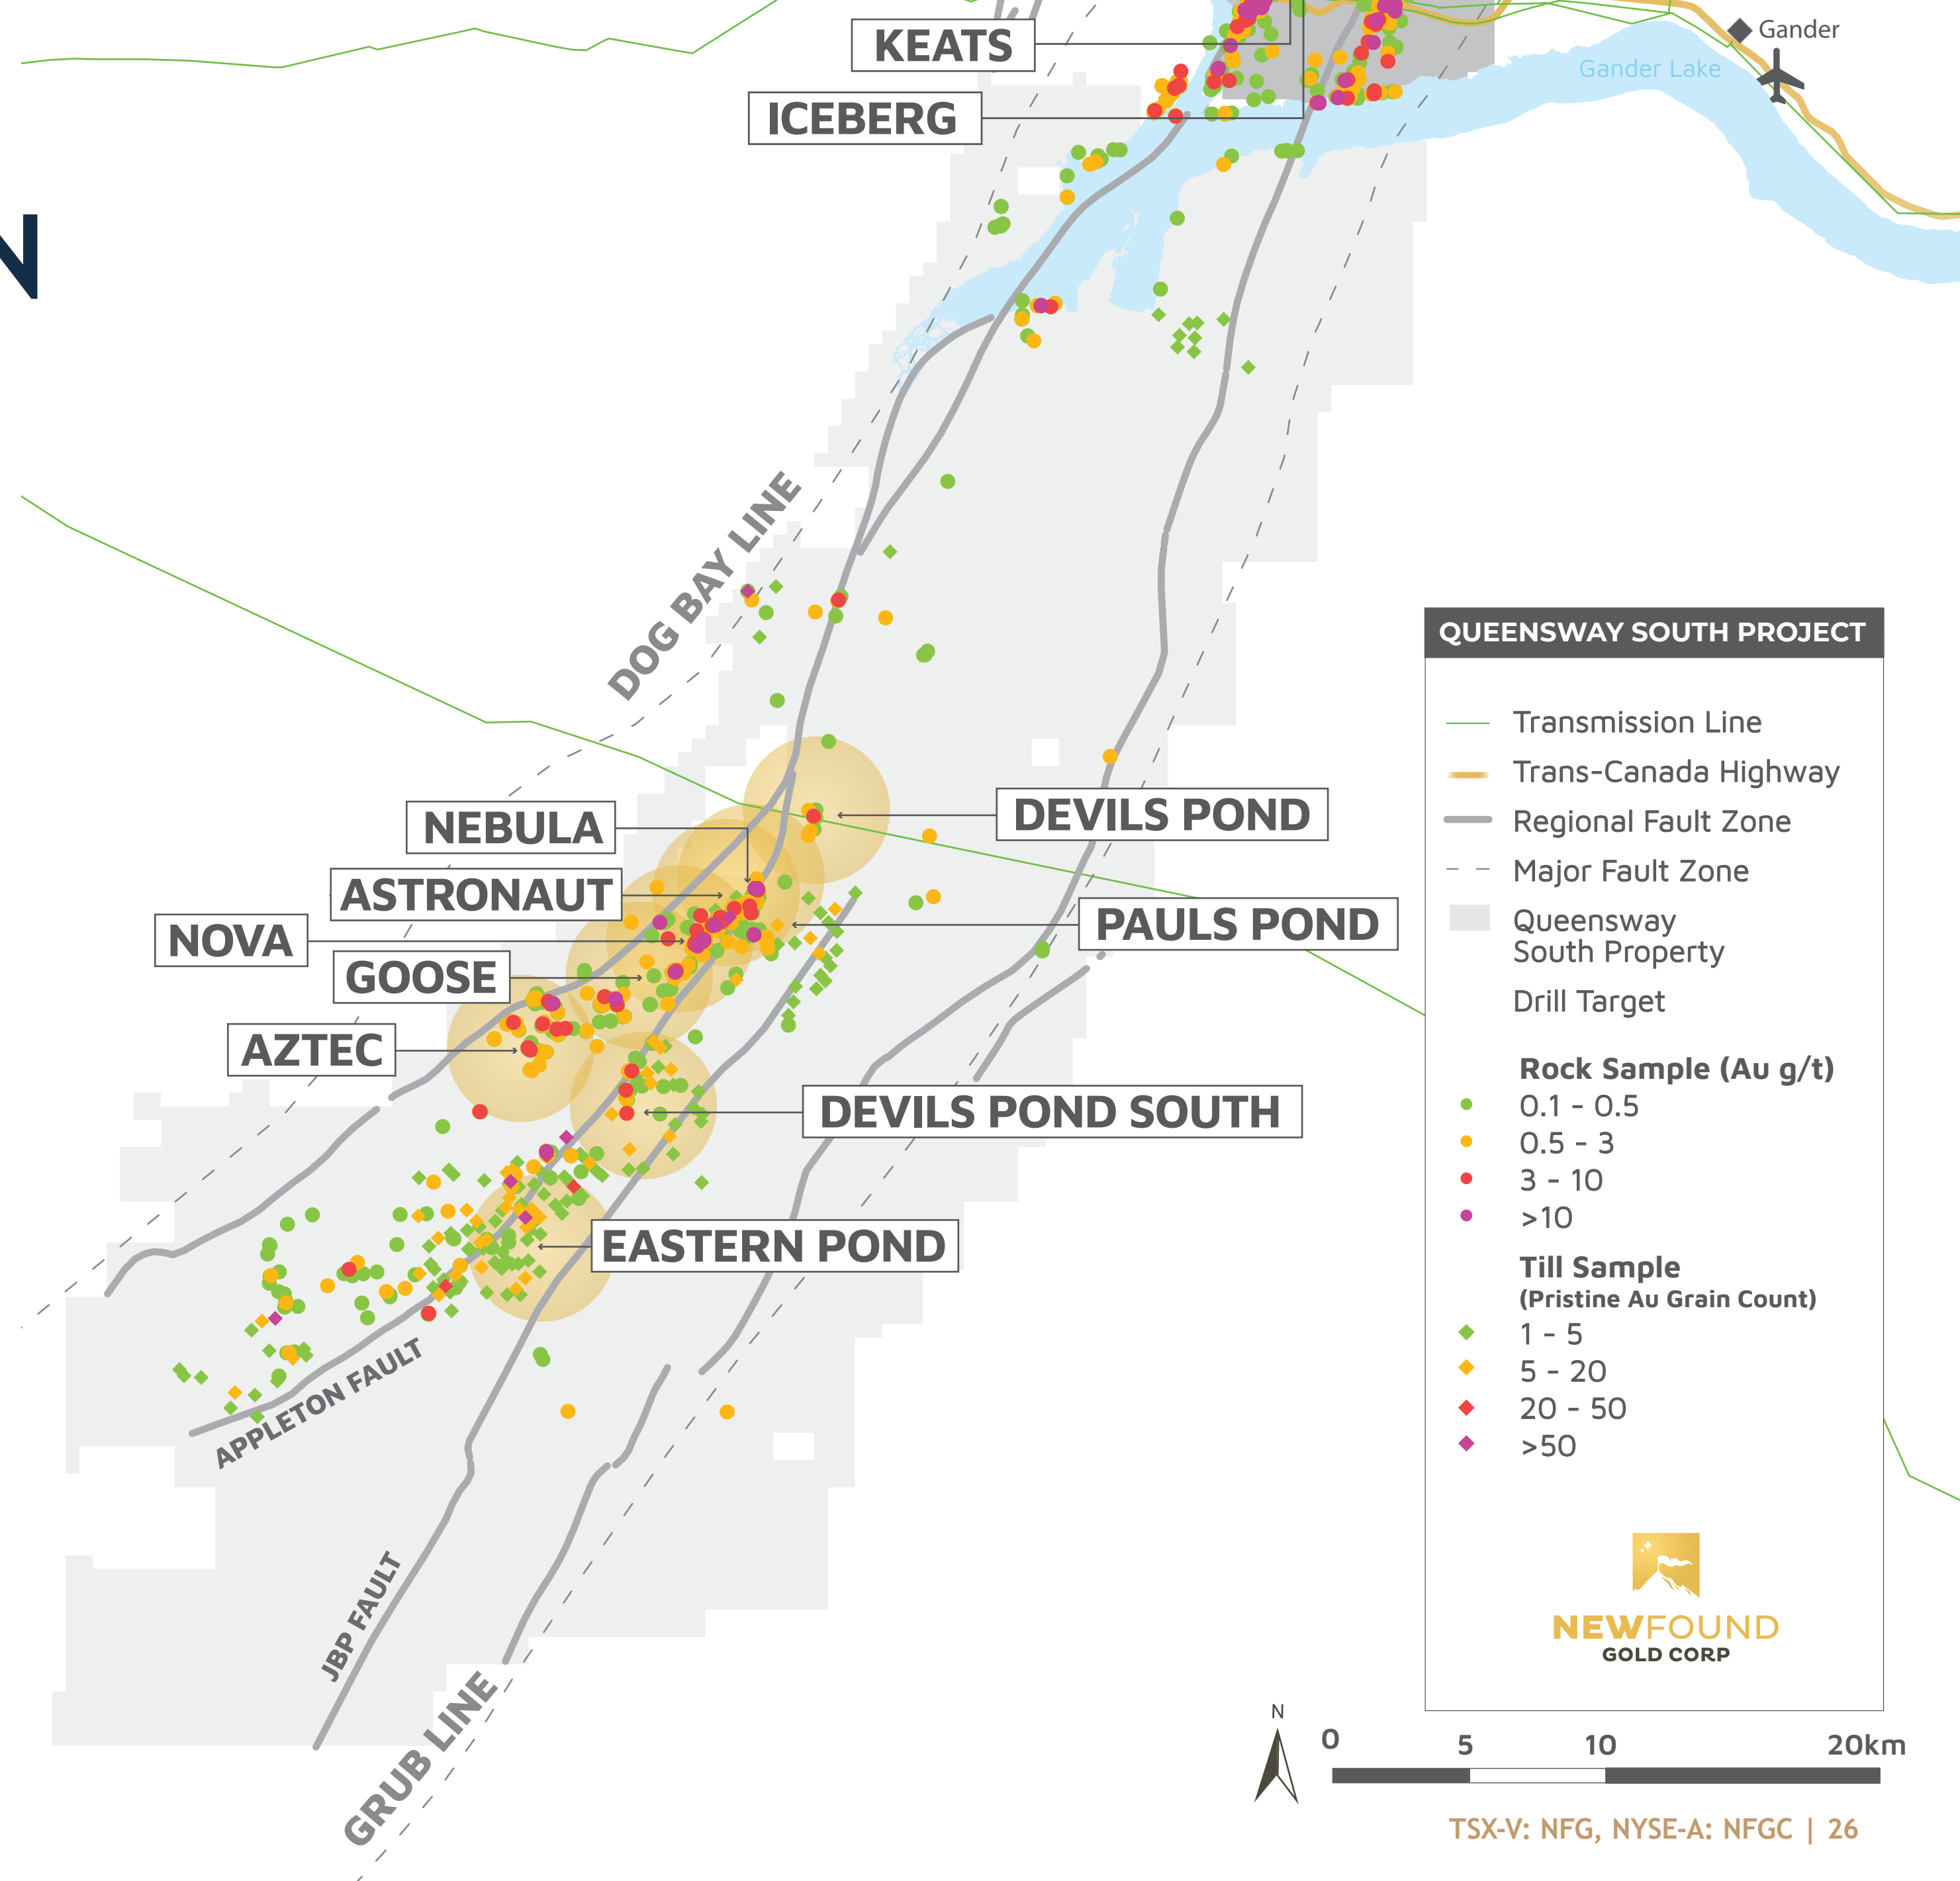 KEATS
ICEBERG
Gander
Gander Lake
N
DOG BAY LINE
NEBULA
DEVILS POND
ASTRONAUT
NOVA
PAULS POND
GOOSE
AZTEC
DEVILS POND SOUTH
EASTERN POND
APPLETON FAULT
JBP FAULT
GRUB LINE
QUEENSWAY SOUTH PROJECT
Transmission Line
Trans-Canada Highway
Regional Fault Zone
Major Fault Zone
Queensway
South Property
Drill Target
Rock Sample (Au g/t)
0.1 - 0.5
0.5 - 3
3 - 10
>10
Till Sample
(Pristine Au Grain Count)
1 - 5
5 - 20
20 - 50
>50
NEWFOUND
GOLD CORP
N
0 5 10 20km
TSX-V: NFG, NYSE-A: NFGC | 26